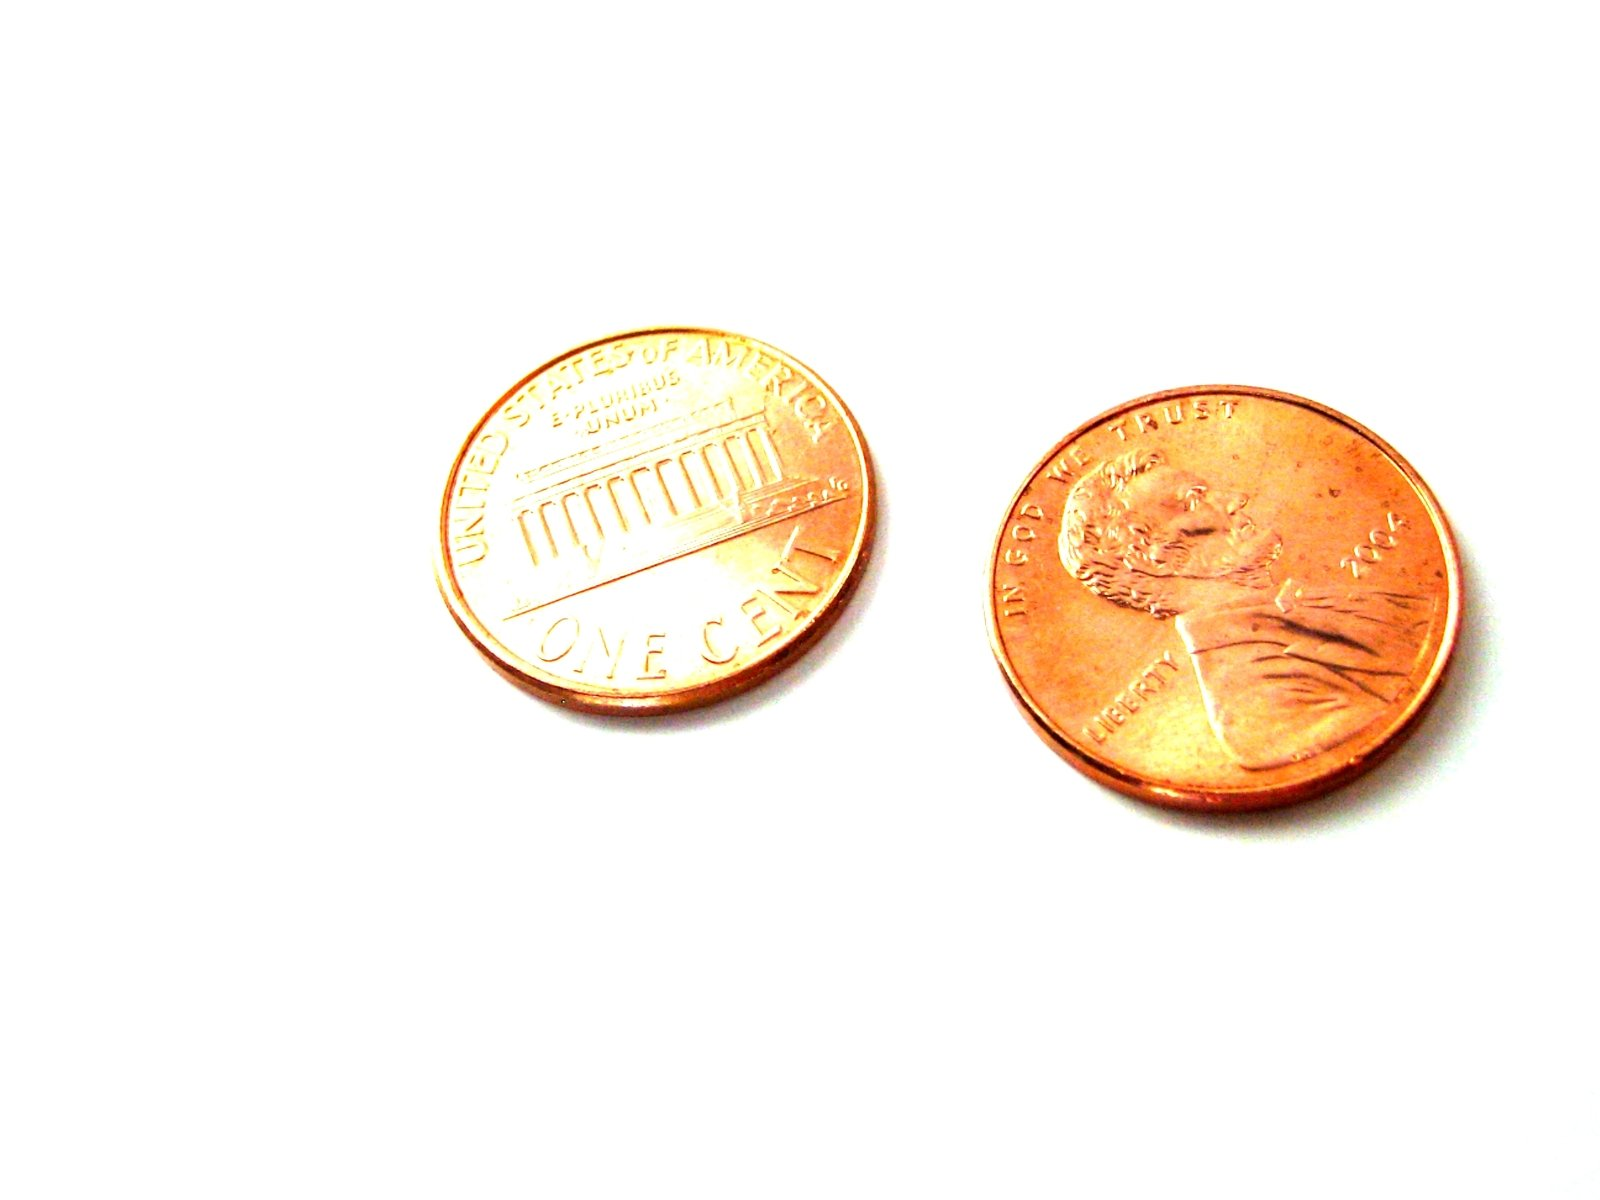 UNITED STATES OF AMERICA
E·PLURIBUS
UNUM
ONE CENT
IN GOD WE TRUST
LIBERTY
2004